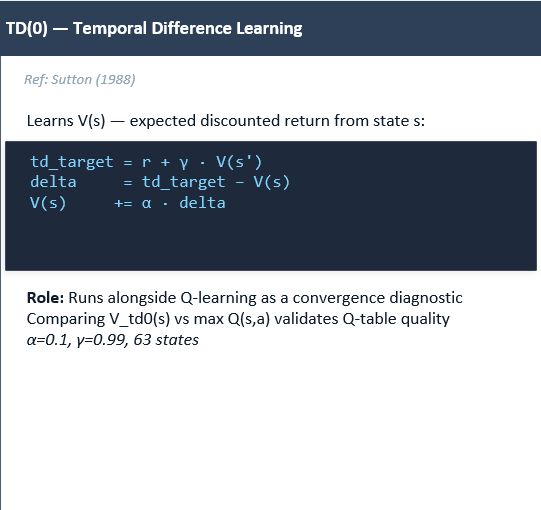 TD(0) — Temporal Difference Learning
Ref: Sutton (1988)
Learns V(s) — expected discounted return from state s:
td_target = r + γ · V(s')
delta     = td_target − V(s)
V(s)     += α · delta
Role: Runs alongside Q-learning as a convergence diagnostic
Comparing V_td0(s) vs max Q(s,a) validates Q-table quality
α=0.1, γ=0.99, 63 states